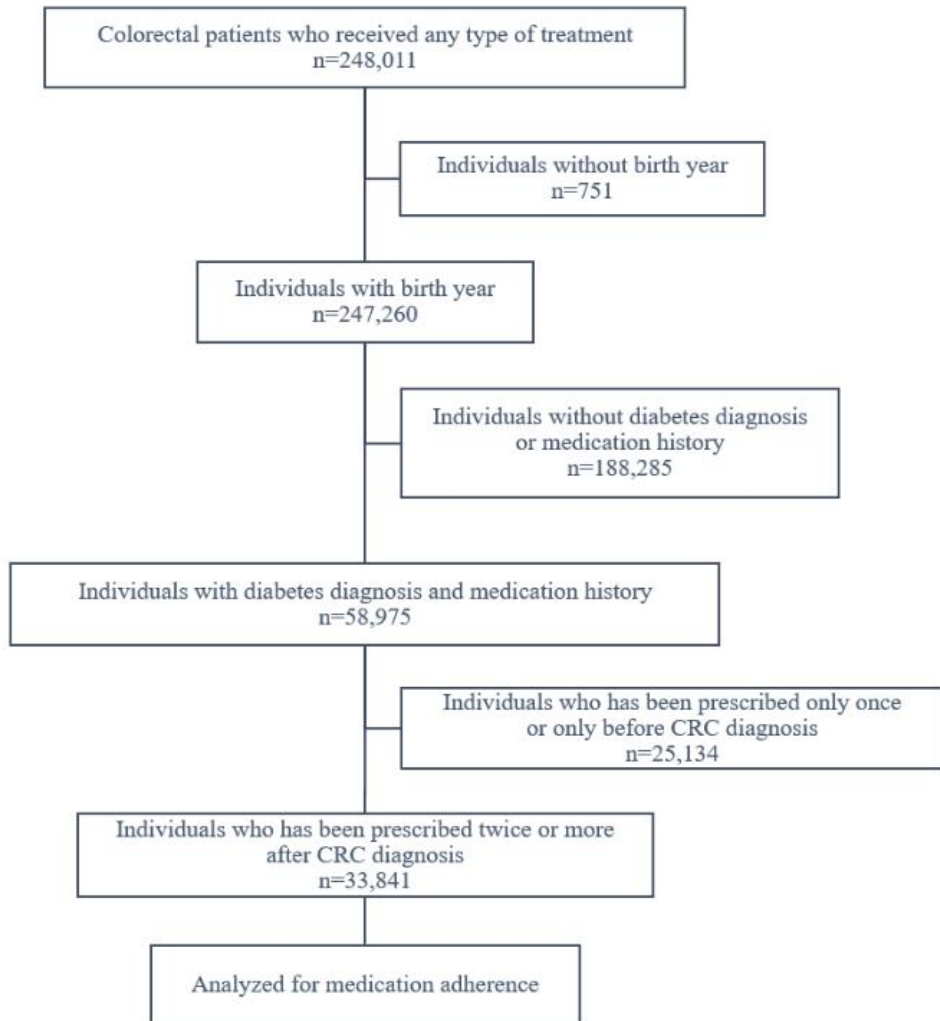 Colorectal patients who received any type of treatment
n=248,011
Individuals without birth year
n=751
Individuals with birth year
n=247,260
Individuals without diabetes diagnosis
or medication history
n=188,285
Individuals with diabetes diagnosis and medication history
n=58,975
Individuals who has been prescribed only once
or only before CRC diagnosis
n=25,134
Individuals who has been prescribed twice or more
after CRC diagnosis
n=33,841
Analyzed for medication adherence